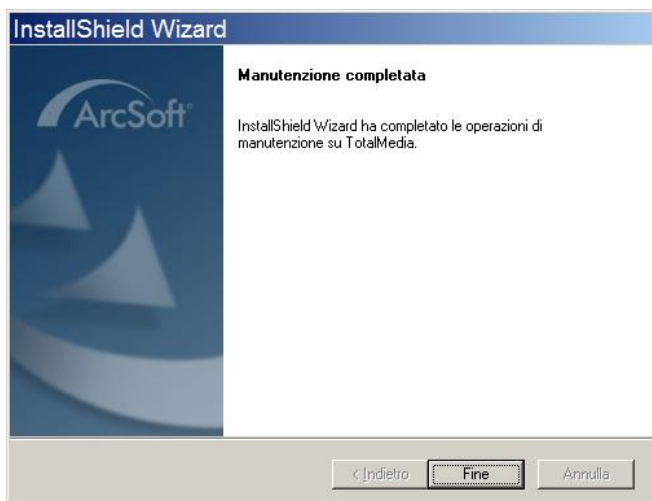 InstallShield Wizard
ArcSoft
Manutenzione completata
InstallShield Wizard ha completato le operazioni di
manutenzione su TotalMedia.
< Indietro
Fine
Annulla